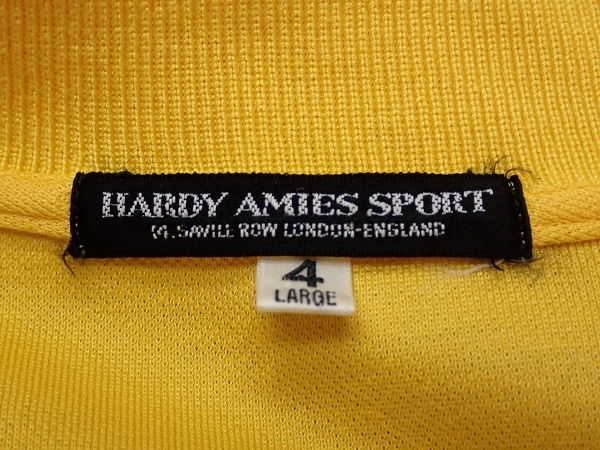 HARDY AMIES SPORT
14.SAVILE ROW LONDON-ENGLAND
4
LARGE